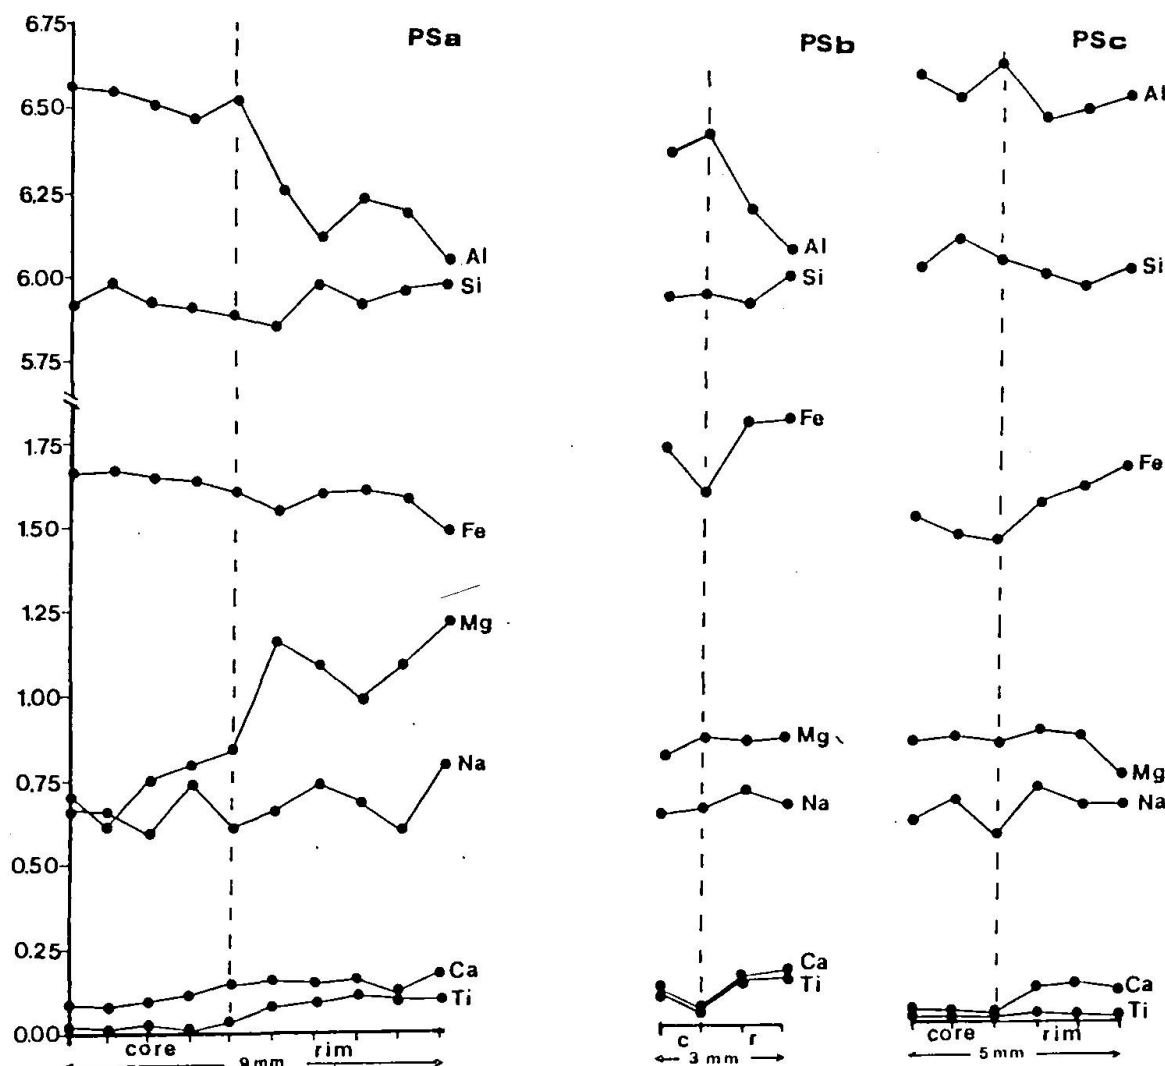 6.75
PSa
PSb
PSc
6.50
Al
6.25
Al
Al
6.00
Si
Si
Si
5.75
1.75
Fe
Fe
1.50
Fe
1.25
Mg
1.00
Mg
Mg
0.75
Na
Na
Na
0.50
0.25
Ca
Ca
Ca
Ti
Ti
Ti
0.00
core
rim
c
r
core
rim
9 mm
3 mm
5 mm